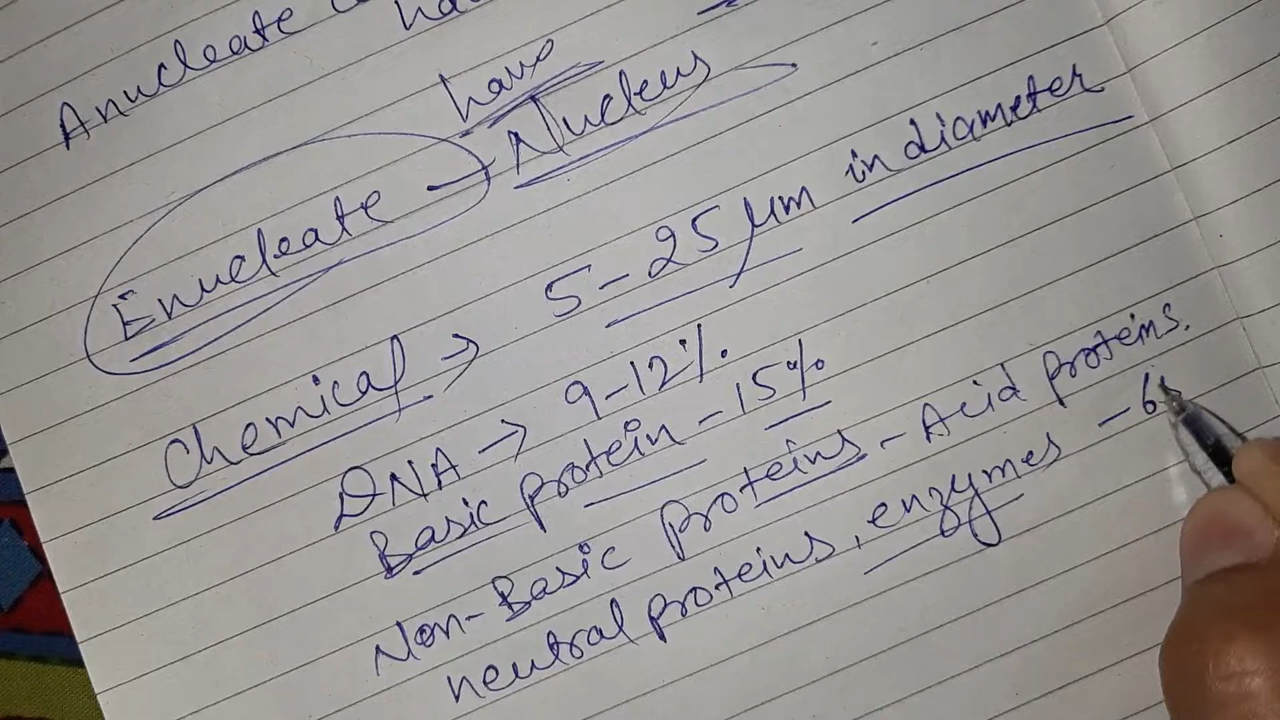 Anucleate
have
Enucleate → Nucleus
5-25 μm in diameter
Chemical →
DNA → 9-12%.
Basic protein - 15%
Non-Basic Proteins - Acid proteins.
neutral proteins, enzymes - 6